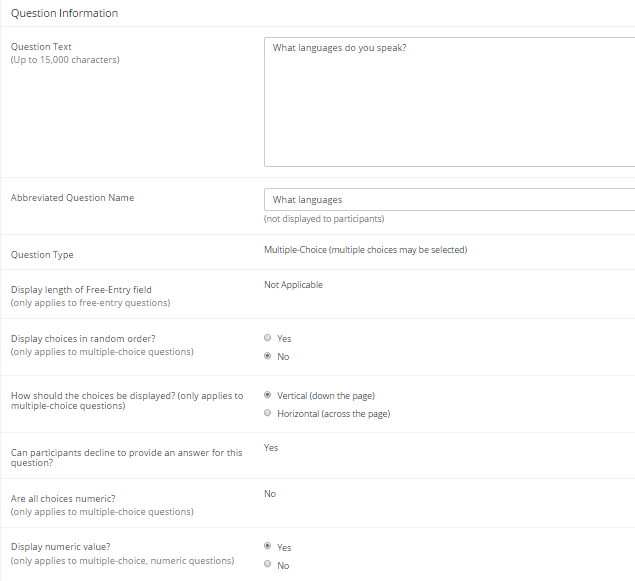 Question Information
Question Text
(Up to 15,000 characters)
What languages do you speak?
Abbreviated Question Name
What languages
(not displayed to participants)
Question Type
Multiple-Choice (multiple choices may be selected)
Display length of Free-Entry field
(only applies to free-entry questions)
Not Applicable
Display choices in random order?
(only applies to multiple-choice questions)
Yes
No
How should the choices be displayed? (only applies to
multiple-choice questions)
Vertical (down the page)
Horizontal (across the page)
Can participants decline to provide an answer for this
question?
Yes
Are all choices numeric?
(only applies to multiple-choice questions)
No
Display numeric value?
(only applies to multiple-choice, numeric questions)
Yes
No